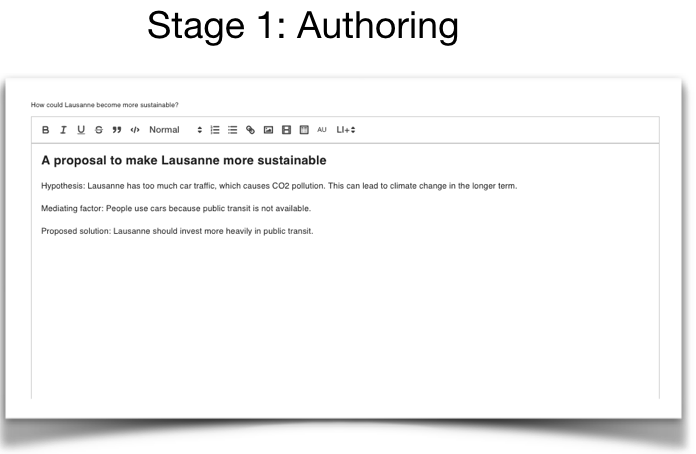 Stage 1: Authoring
How could Lausanne become more sustainable?
B I U S ” </> Normal AU LI+
A proposal to make Lausanne more sustainable
Hypothesis: Lausanne has too much car traffic, which causes CO2 pollution. This can lead to climate change in the longer term.
Mediating factor: People use cars because public transit is not available.
Proposed solution: Lausanne should invest more heavily in public transit.